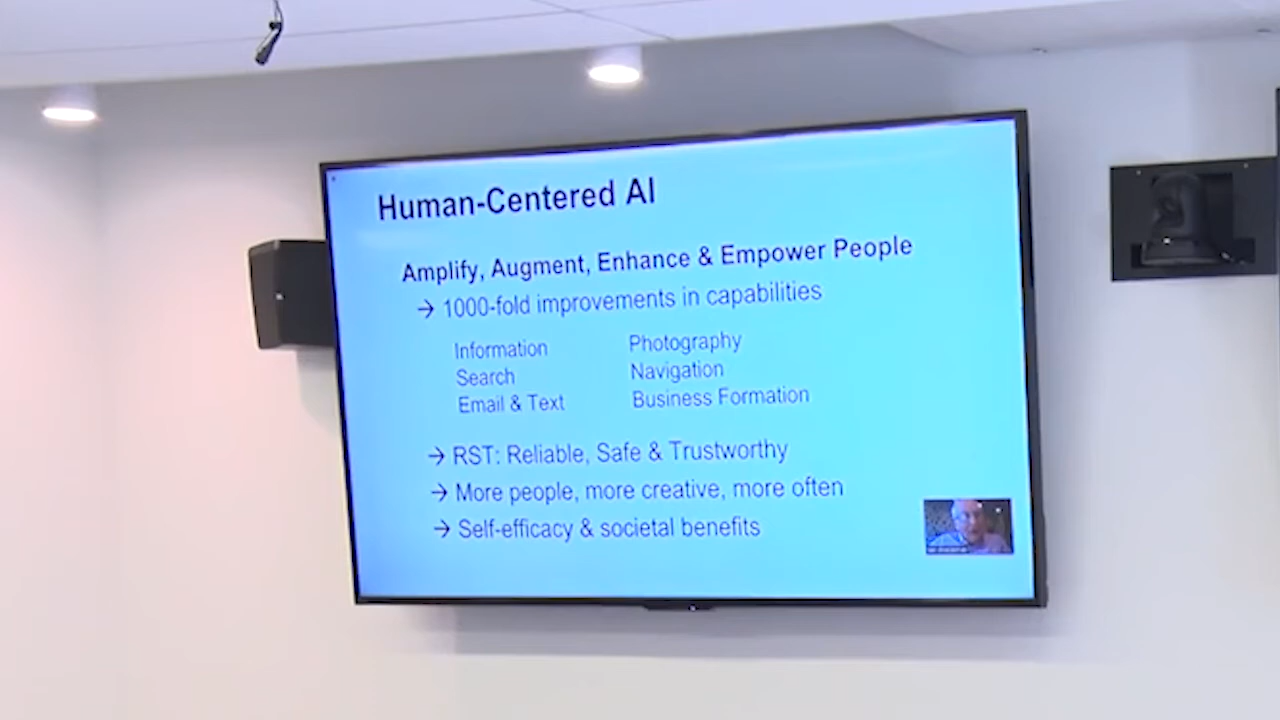 Human-Centered AI
Amplify, Augment, Enhance & Empower People
→ 1000-fold improvements in capabilities
Information
Search
Email & Text
Photography
Navigation
Business Formation
→ RST: Reliable, Safe & Trustworthy
→ More people, more creative, more often
→ Self-efficacy & societal benefits